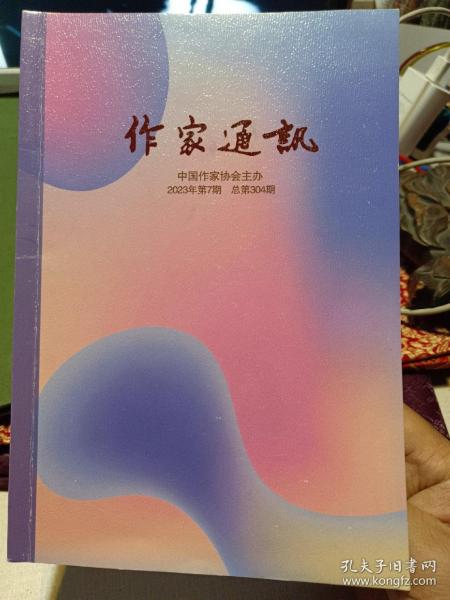 作家通訊
中国作家协会主办
2023年第7期 总第304期
孔夫子旧书网
www.kongfz.com